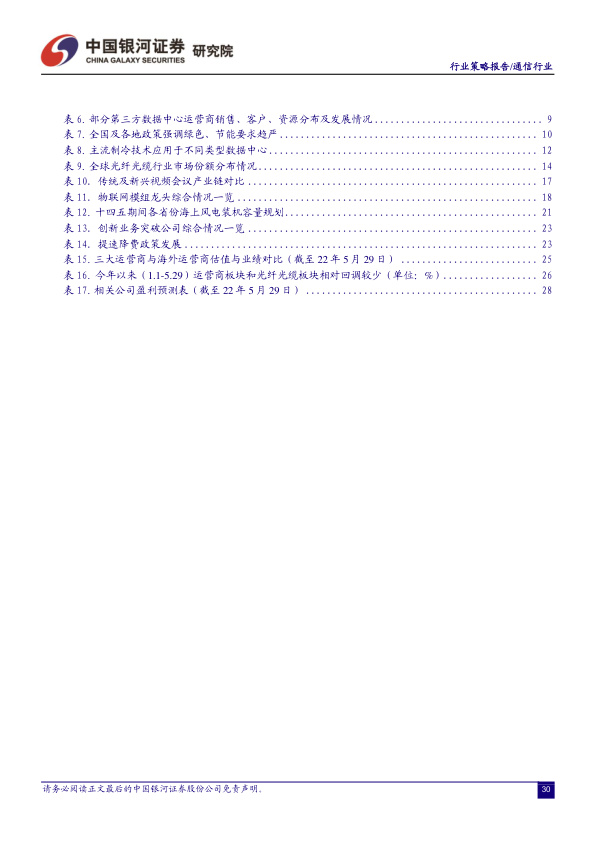 中国银河证券 研究院
CHINA GALAXY SECURITIES
行业策略报告/通信行业
表 6. 部分第三方数据中心运营商销售、客户、资源分布及发展情况................................ 9
表 7. 全国及各地政策强调绿色、节能要求趋严................................................. 10
表 8. 主流制冷技术应用于不同类型数据中心................................................... 12
表 9. 全球光纤光缆行业市场份额分布情况..................................................... 14
表 10. 传统及新兴视频会议产业链对比....................................................... 17
表 11. 物联网模组龙头综合情况一览......................................................... 18
表 12. 十四五期间各省份海上风电装机容量规划................................................ 21
表 13. 创新业务突破公司综合情况一览....................................................... 23
表 14. 提速降费政策发展................................................................... 23
表 15. 三大运营商与海外运营商估值与业绩对比（截至 22 年 5 月 29 日） .......................... 25
表 16. 今年以来（1.1-5.29）运营商板块和光纤光缆板块相对回调较少（单位：%）.................. 26
表 17. 相关公司盈利预测表（截至 22 年 5 月 29 日） ............................................ 28
请务必阅读正文最后的中国银河证券股份公司免责声明。
30